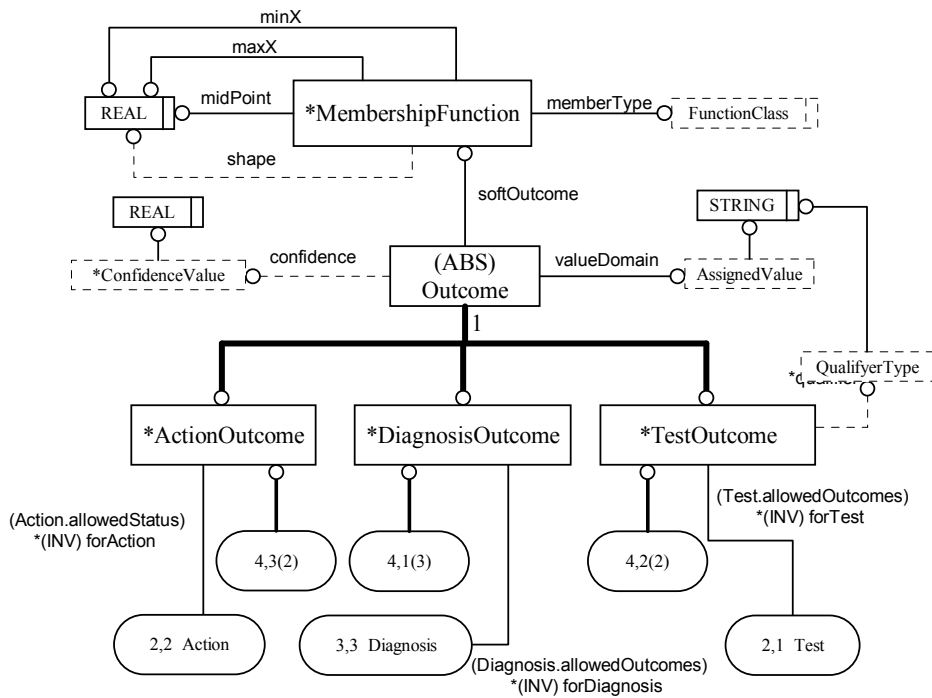 minX
maxX
REAL
midPoint
*MembershipFunction
memberType
FunctionClass
shape
softOutcome
REAL
STRING
*ConfidenceValue
confidence
(ABS)
Outcome
valueDomain
AssignedValue
1
QualifyerType
*ActionOutcome
*DiagnosisOutcome
*TestOutcome
(Action.allowedStatus)
*(INV) forAction
(Test.allowedOutcomes)
*(INV) forTest
4,3(2)
4,1(3)
4,2(2)
2,2 Action
3,3 Diagnosis
2,1 Test
(Diagnosis.allowedOutcomes)
*(INV) forDiagnosis